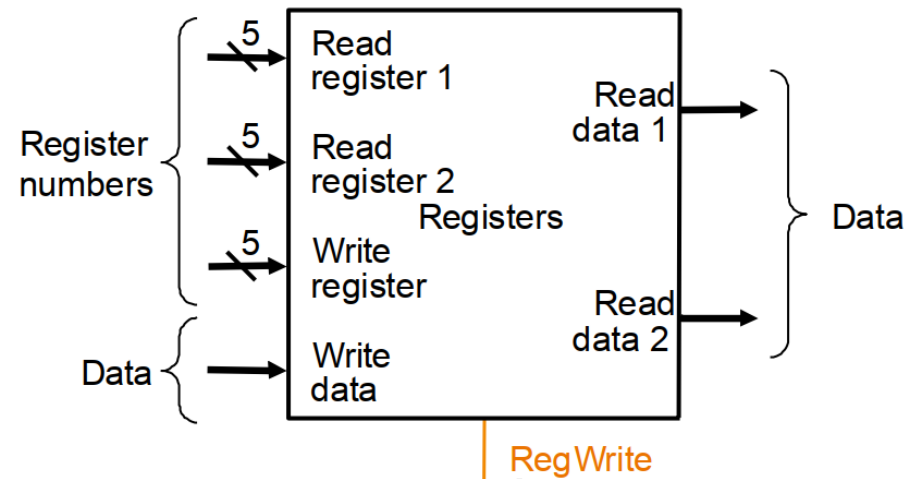 Register
numbers
Data
5
Read
register 1
5
Read
register 2
5
Write
register
Write
data
Registers
Read
data 1
Read
data 2
Data
RegWrite